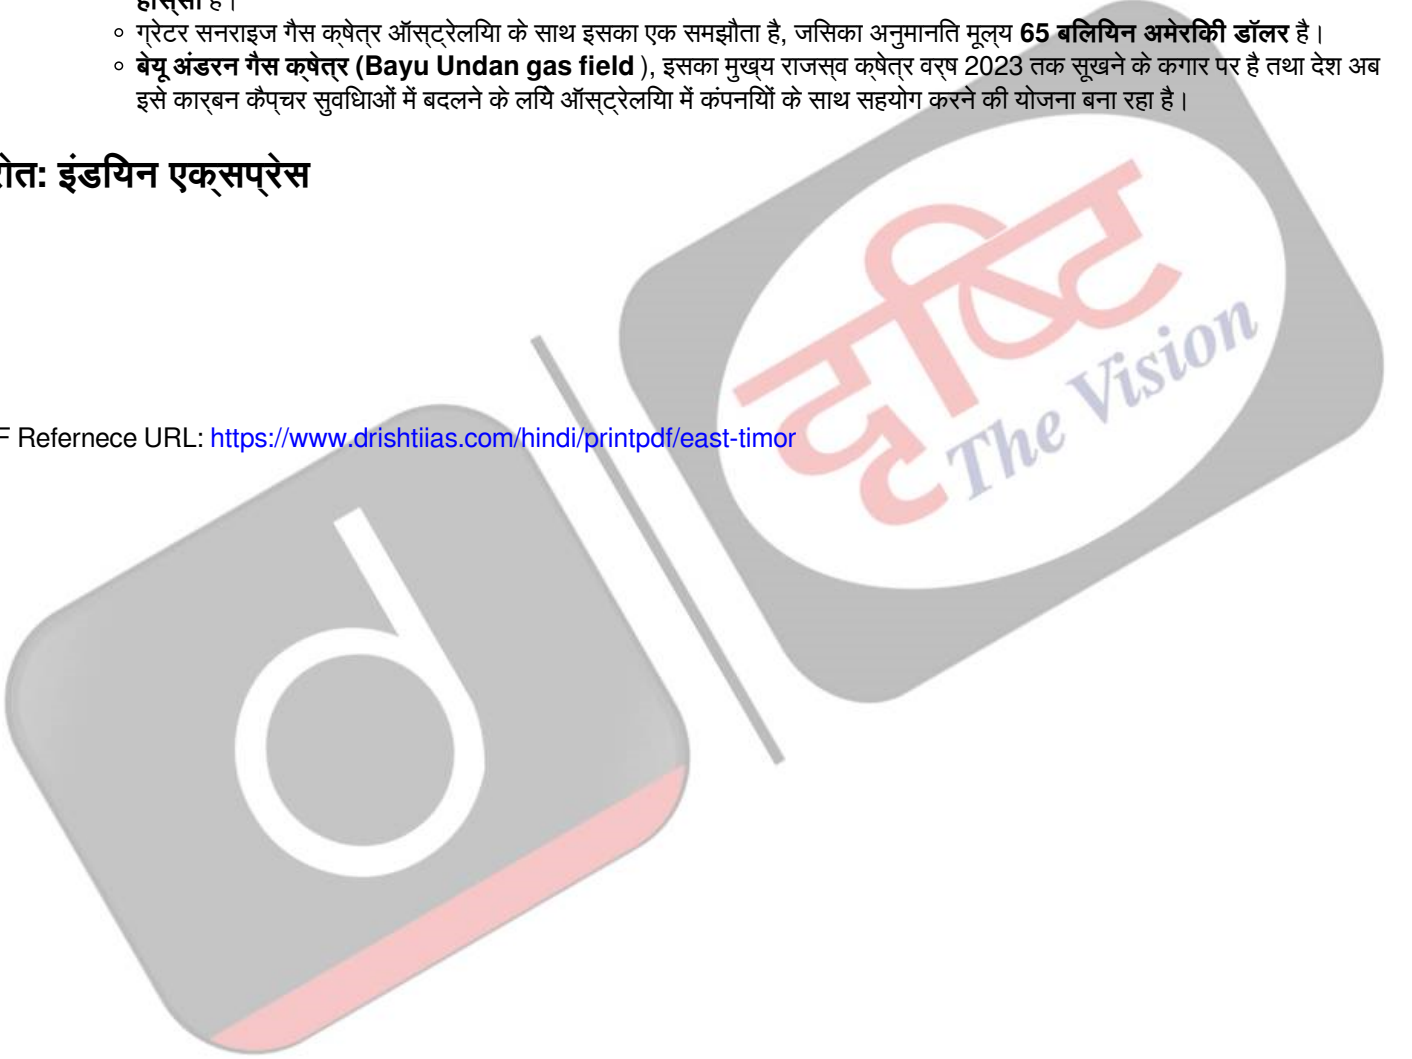 हिस्सा है।
ग्रेटर सनराइज गैस क्षेत्र ऑस्ट्रेलिया के साथ इसका एक समझौता है, जिसका अनुमानित मूल्य 65 बिलियन अमेरिकी डॉलर है।
बेयू अंडरन गैस क्षेत्र (Bayu Undan gas field ), इसका मुख्य राजस्व क्षेत्र वर्ष 2023 तक सूखने के कगार पर है तथा देश अब
इसे कार्बन कैप्चर सुविधाओं में बदलने के लिये ऑस्ट्रेलिया में कंपनियों के साथ सहयोग करने की योजना बना रहा है।
रोत: इंडियन एक्सप्रेस
F Refernece URL: https://www.drishtiias.com/hindi/printpdf/east-timor
दृष्टि
The Vision
d